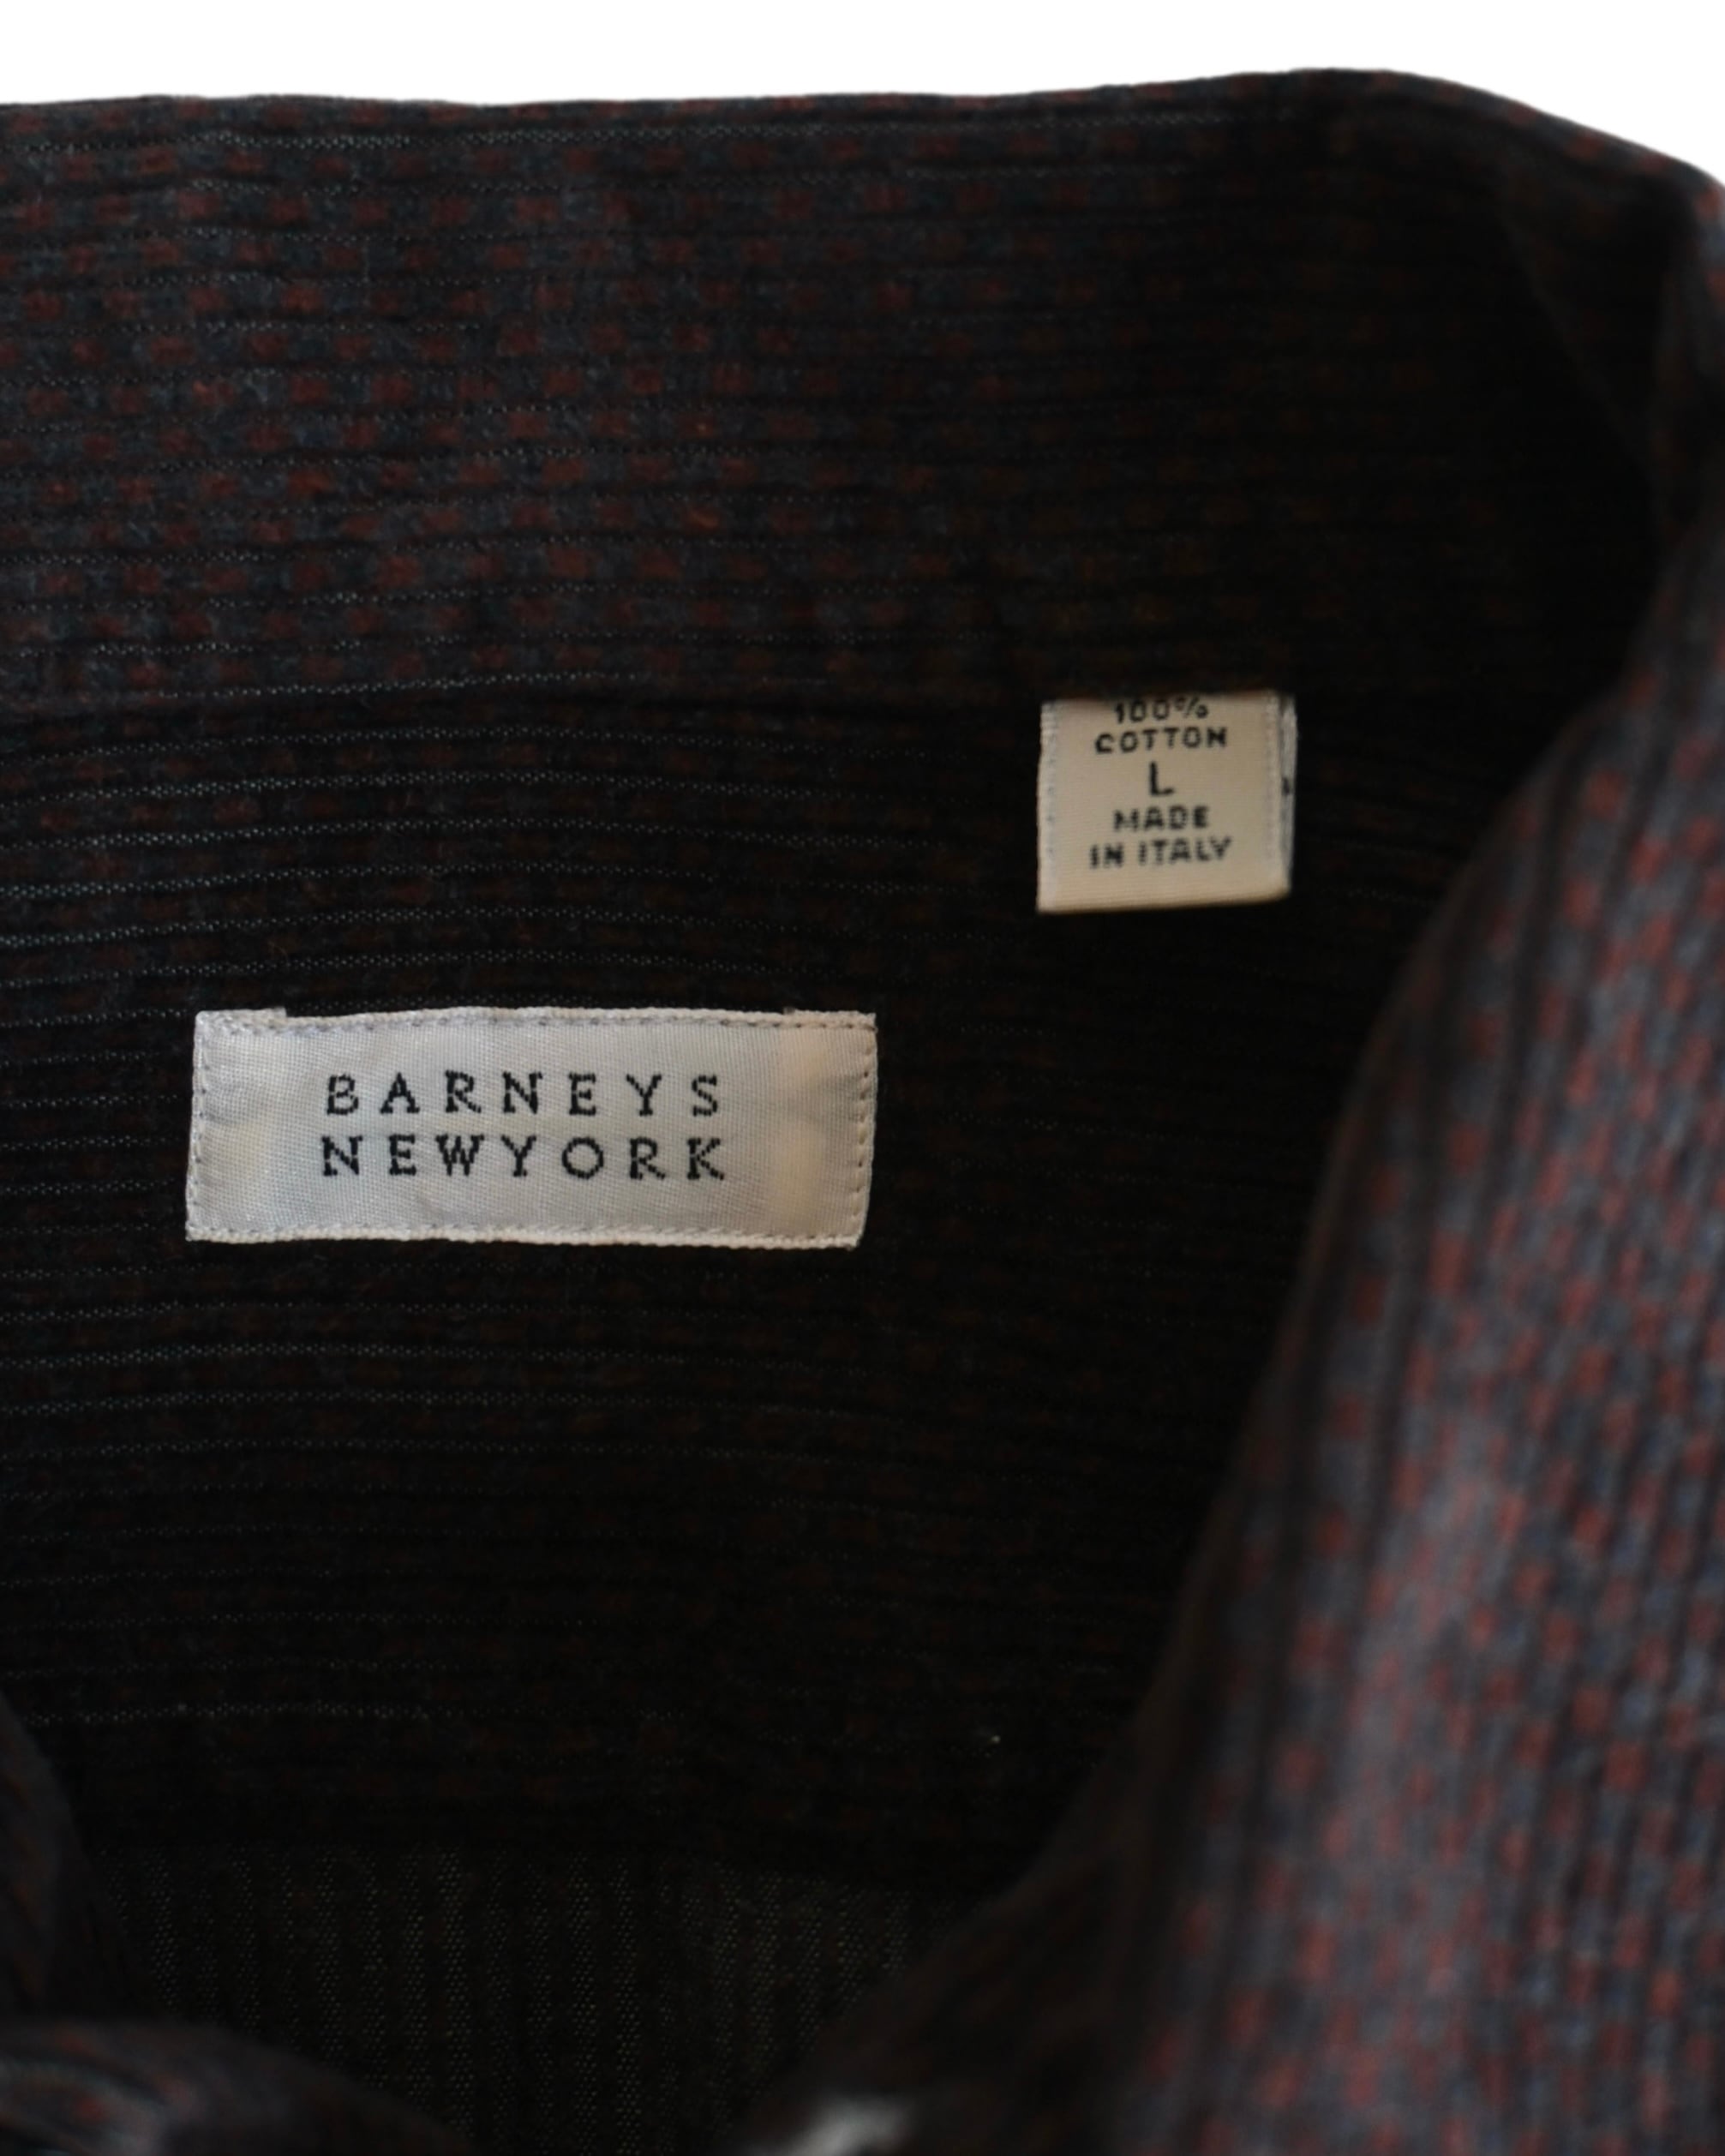 100%
COTTON
L
MADE
IN ITALY
BARNEYS
NEWYORK